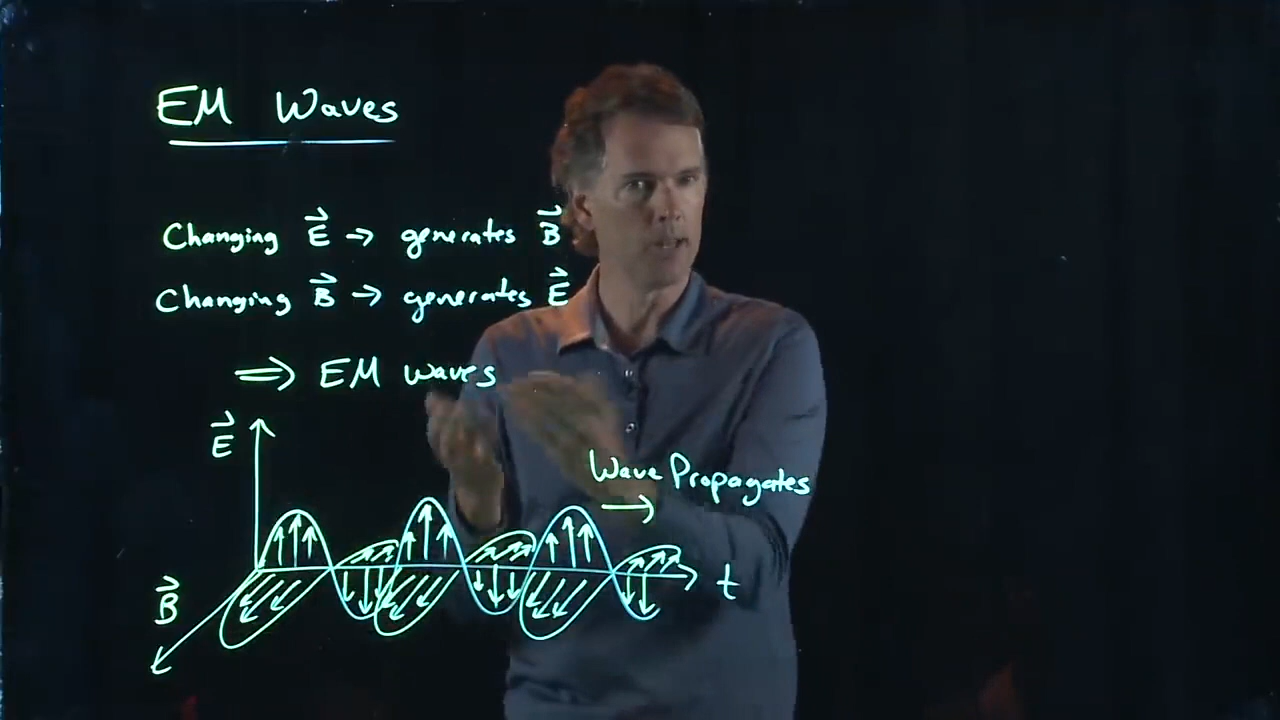 EM Waves
Changing E⃗ → generates B⃗
Changing B⃗ → generates E⃗
⇒ EM waves
E⃗
Wave Propagates
→
t
B⃗